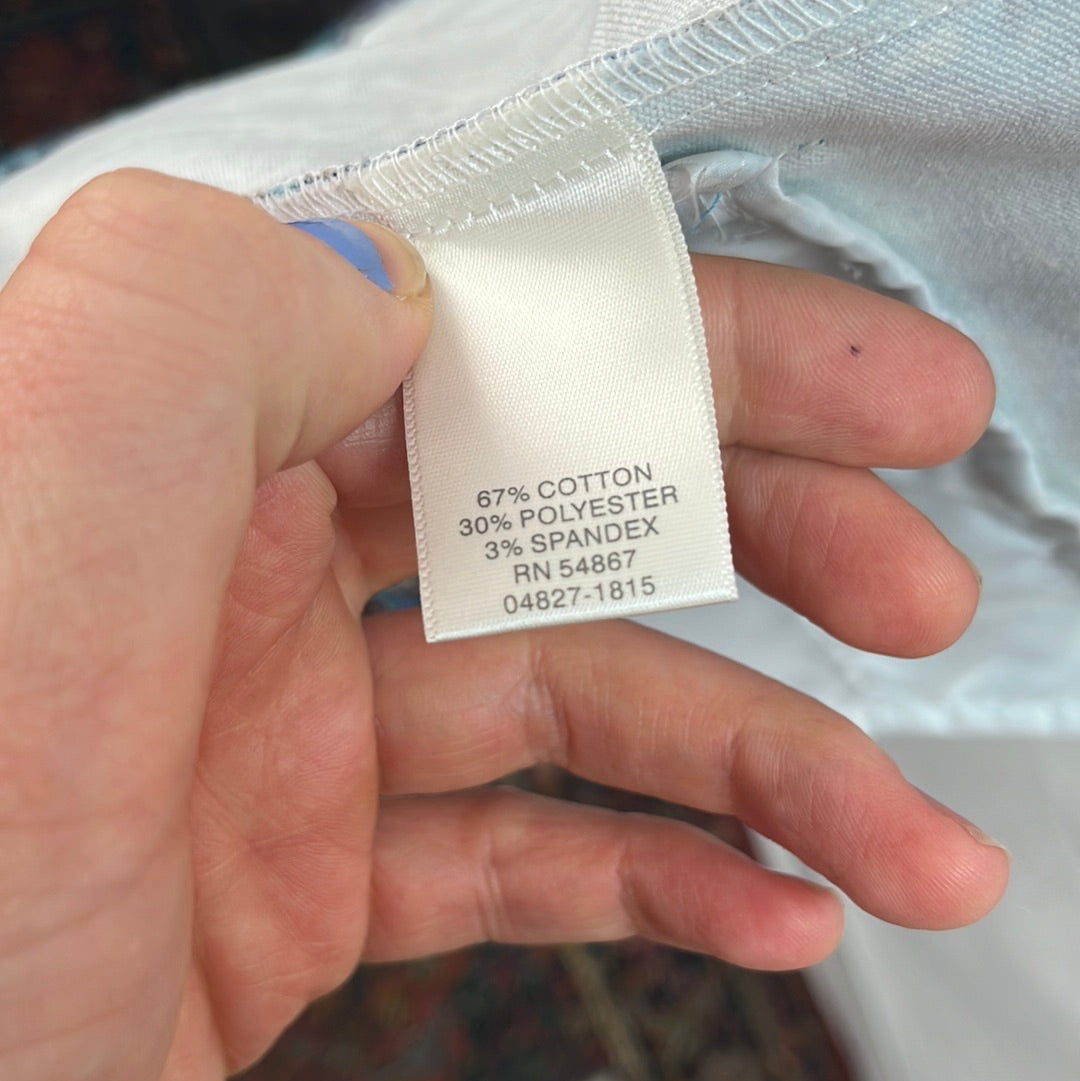 67% COTTON
30% POLYESTER
3% SPANDEX
RN 54867
04827-1815